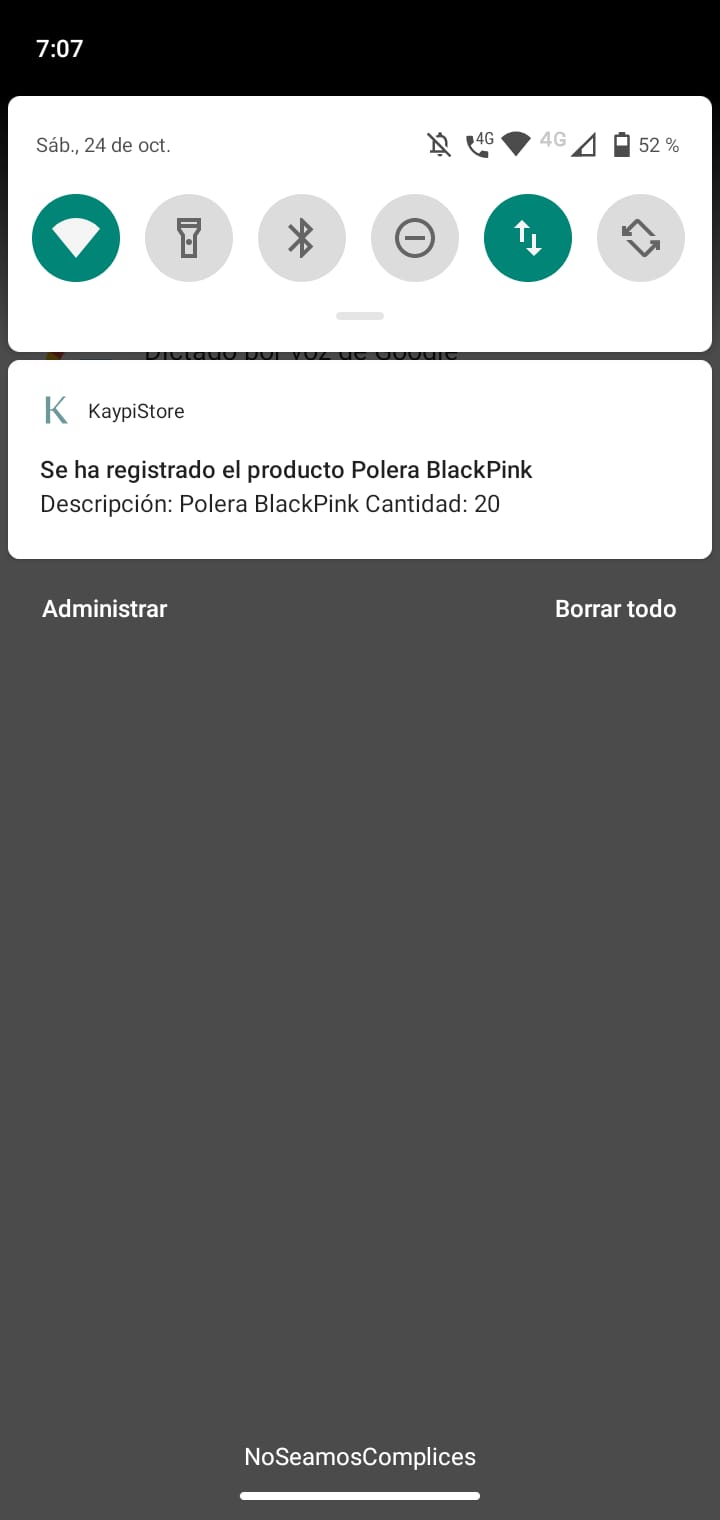 7:07
Sáb., 24 de oct.
4G
4G
52 %
Dictado por voz de Google
K KaypiStore
Se ha registrado el producto Polera BlackPink
Descripción: Polera BlackPink Cantidad: 20
Administrar
Borrar todo
NoSeamosComplices